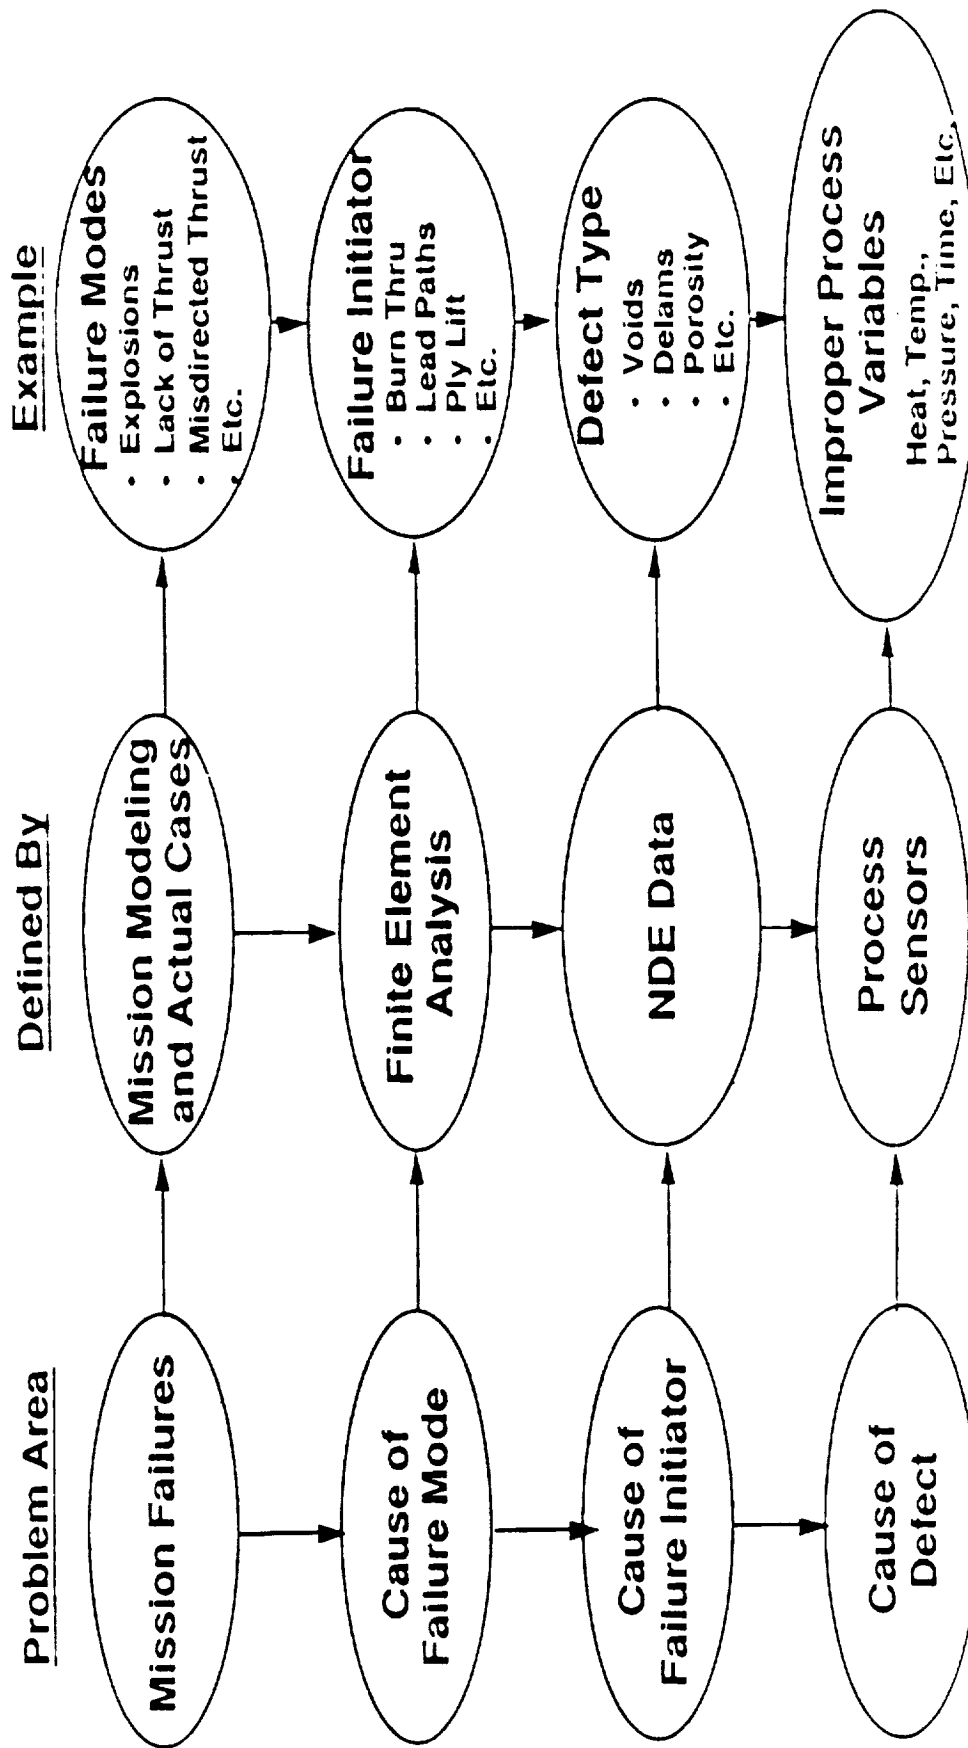 Problem Area
Defined By
Example
Mission Failures
Mission Modeling
and Actual Cases
Failure Modes
• Explosions
• Lack of Thrust
• Misdirected Thrust
• Etc.
Cause of
Failure Mode
Finite Element
Analysis
Failure Initiator
• Burn Thru
• Lead Paths
• Ply Lift
• Etc.
Cause of
Failure Initiator
NDE Data
Defect Type
• Voids
• Delams
• Porosity
• Etc.
Cause of
Defect
Process
Sensors
Improper Process
Variables
Heat, Temp.,
Pressure, Time, Etc.